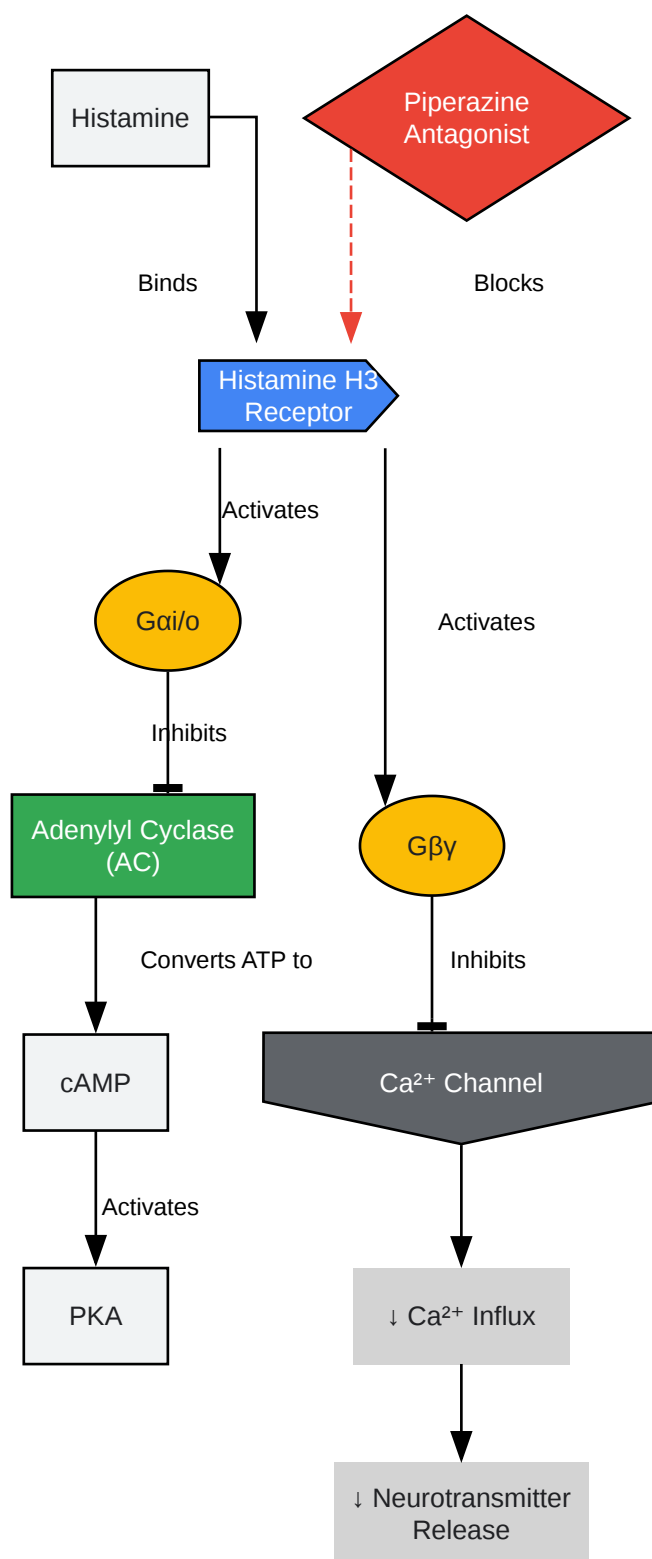 Piperazine
Antagonist
Histamine
Binds
Blocks
Histamine H3
Receptor
Activates
Gαi/o
Activates
Inhibits
Adenylyl Cyclase
(AC)
Gβγ
Converts ATP to
Inhibits
cAMP
Ca²⁺ Channel
Activates
PKA
↓ Ca²⁺ Influx
↓ Neurotransmitter
Release